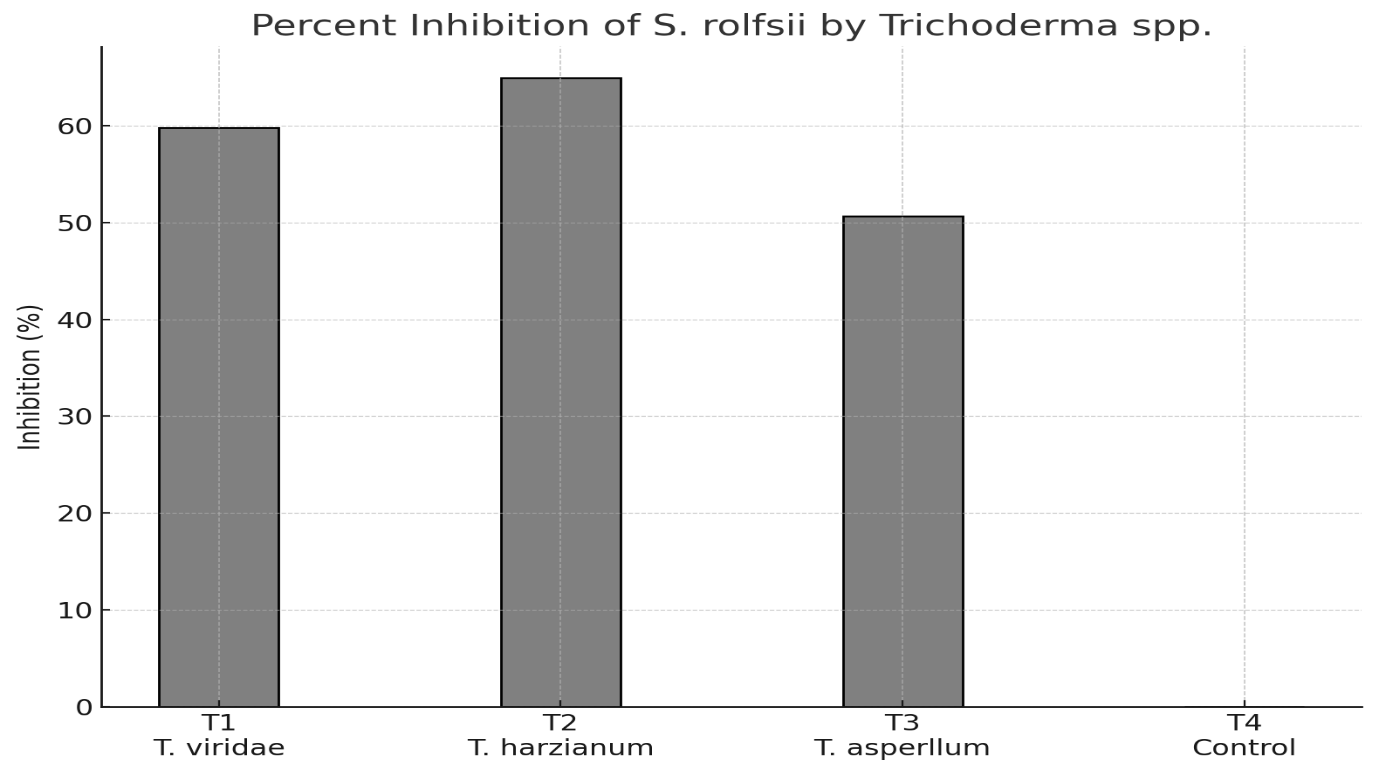 Percent Inhibition of S. rolfsii by Trichoderma spp.
Inhibition (%)
60
50
40
30
20
10
0
T1
T. viridae
T2
T. harzianum
T3
T. asperllum
T4
Control